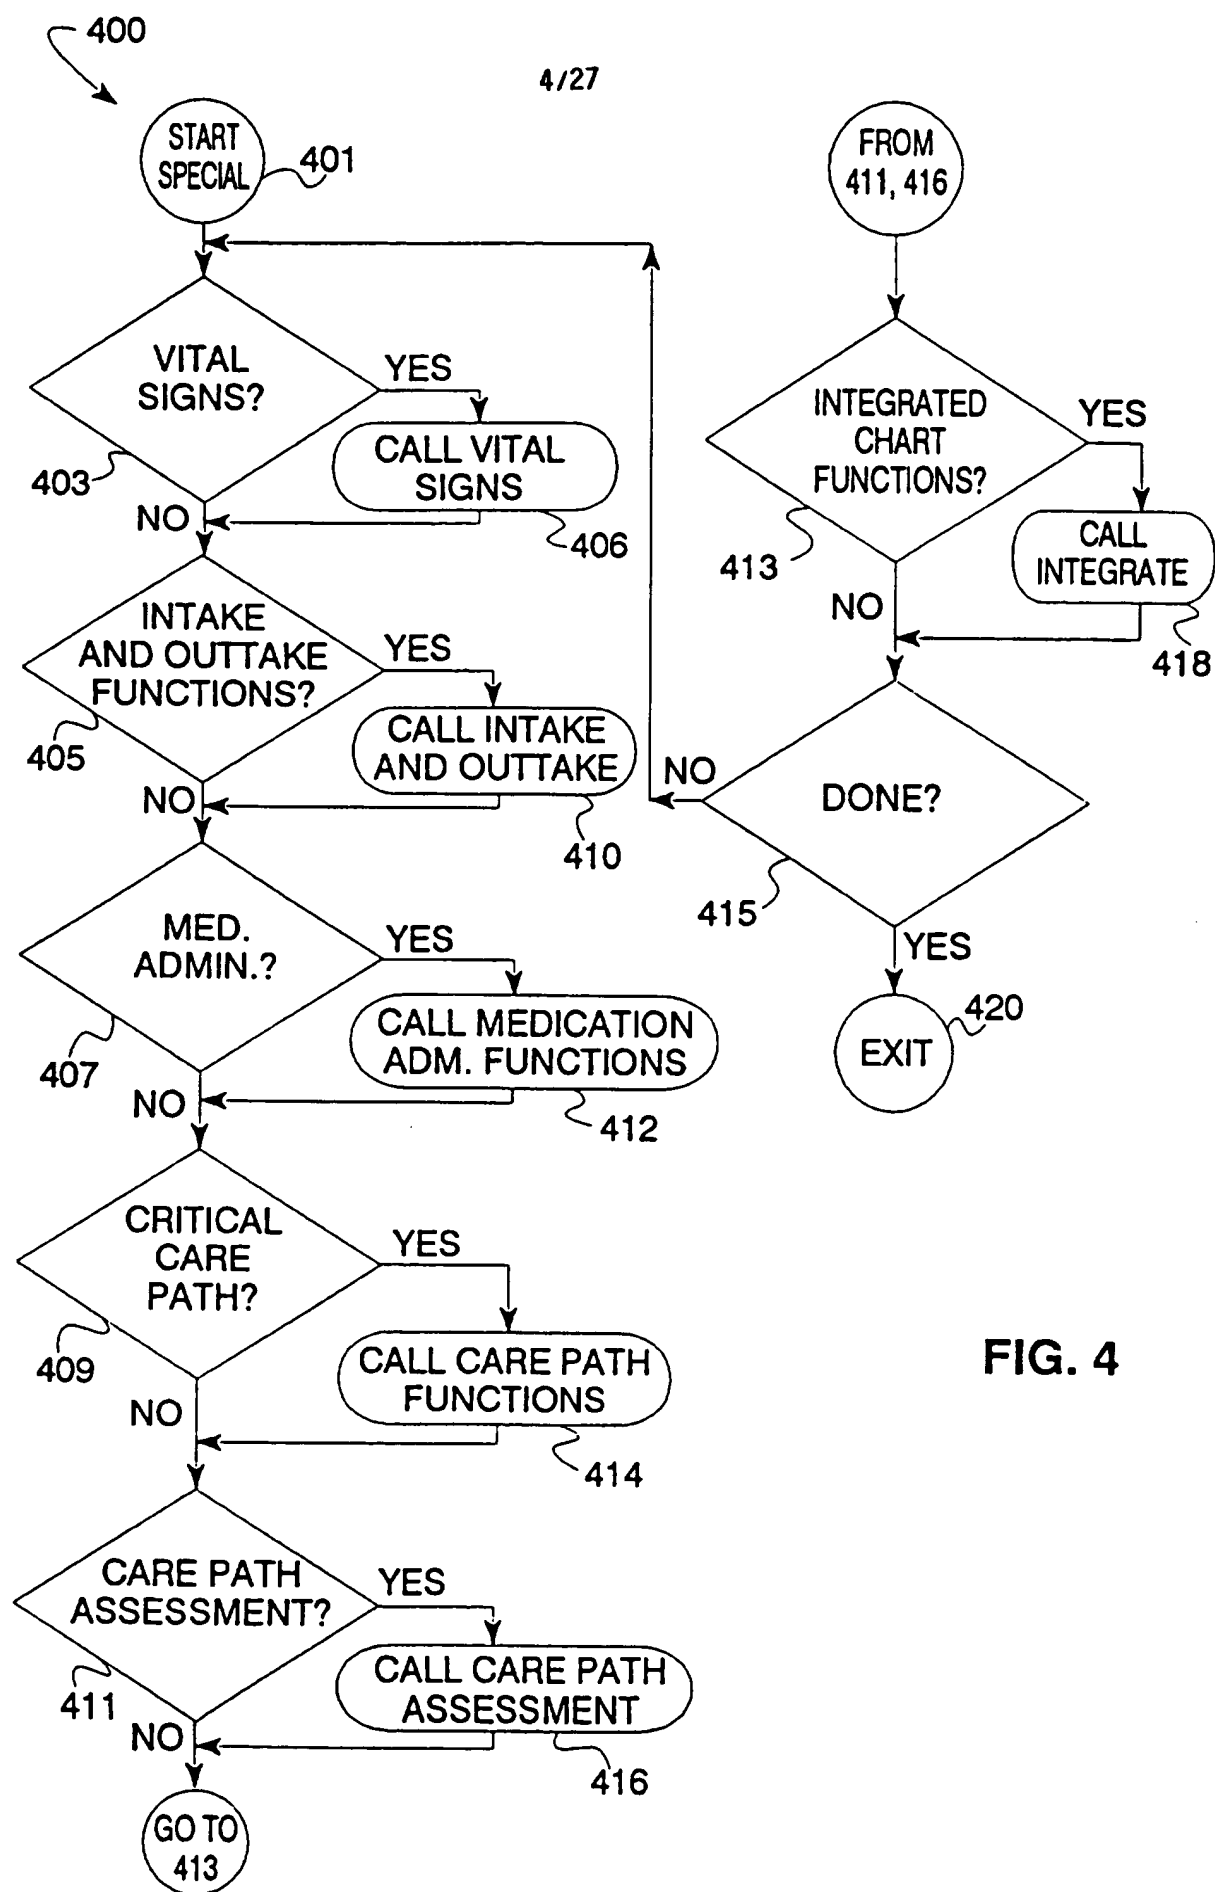 400
4/27
START
SPECIAL
401
VITAL
SIGNS?
YES
403
CALL VITAL
SIGNS
NO
406
INTAKE
AND OUTTAKE
FUNCTIONS?
YES
405
CALL INTAKE
AND OUTTAKE
NO
410
MED.
ADMIN.?
YES
407
CALL MEDICATION
ADM. FUNCTIONS
NO
412
CRITICAL
CARE
PATH?
YES
409
CALL CARE PATH
FUNCTIONS
NO
414
CARE PATH
ASSESSMENT?
YES
411
CALL CARE PATH
ASSESSMENT
NO
416
GO TO
413
FROM
411, 416
INTEGRATED
CHART
FUNCTIONS?
YES
413
CALL
INTEGRATE
NO
418
DONE?
NO
415
YES
420
EXIT
FIG. 4